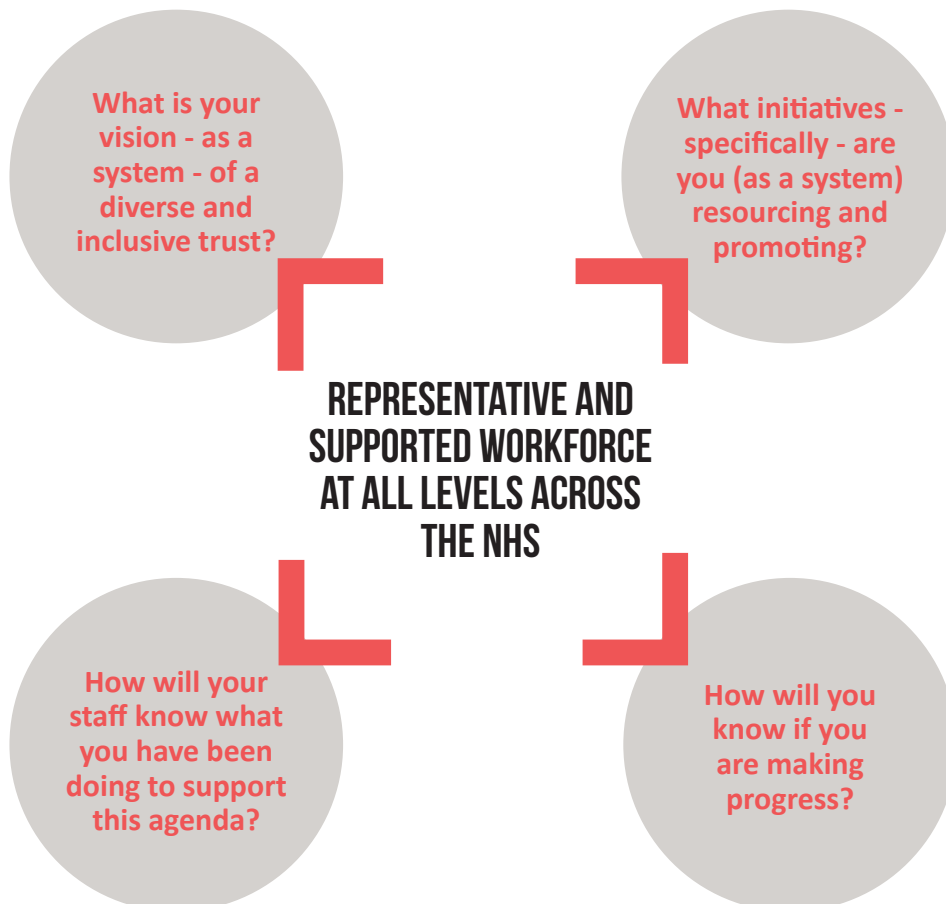 What is your
vision - as a
system - of a
diverse and
inclusive trust?
What initiatives -
specifically - are
you (as a system)
resourcing and
promoting?
REPRESENTATIVE AND
SUPPORTED WORKFORCE
AT ALL LEVELS ACROSS
THE NHS
How will your
staff know what
you have been
doing to support
this agenda?
How will you
know if you
are making
progress?